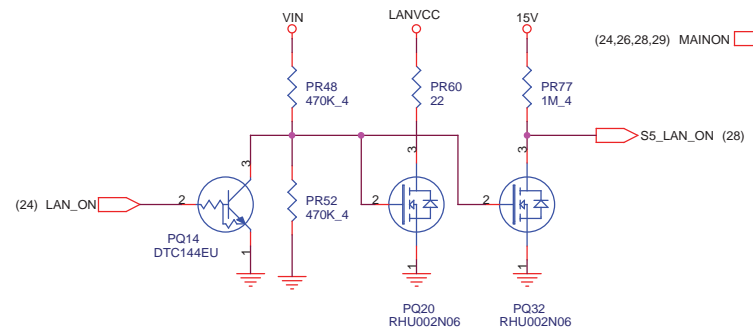 VIN
LANVCC
15V
(24,26,28,29) MAINON
PR48
470K_4
PR60
22
PR77
1M_4
S5_LAN_ON (28)
3
3
3
(24) LAN_ON
2
2
2
PR52
470K_4
PQ14
DTC144EU
1
1
1
PQ20
RHU002N06
PQ32
RHU002N06